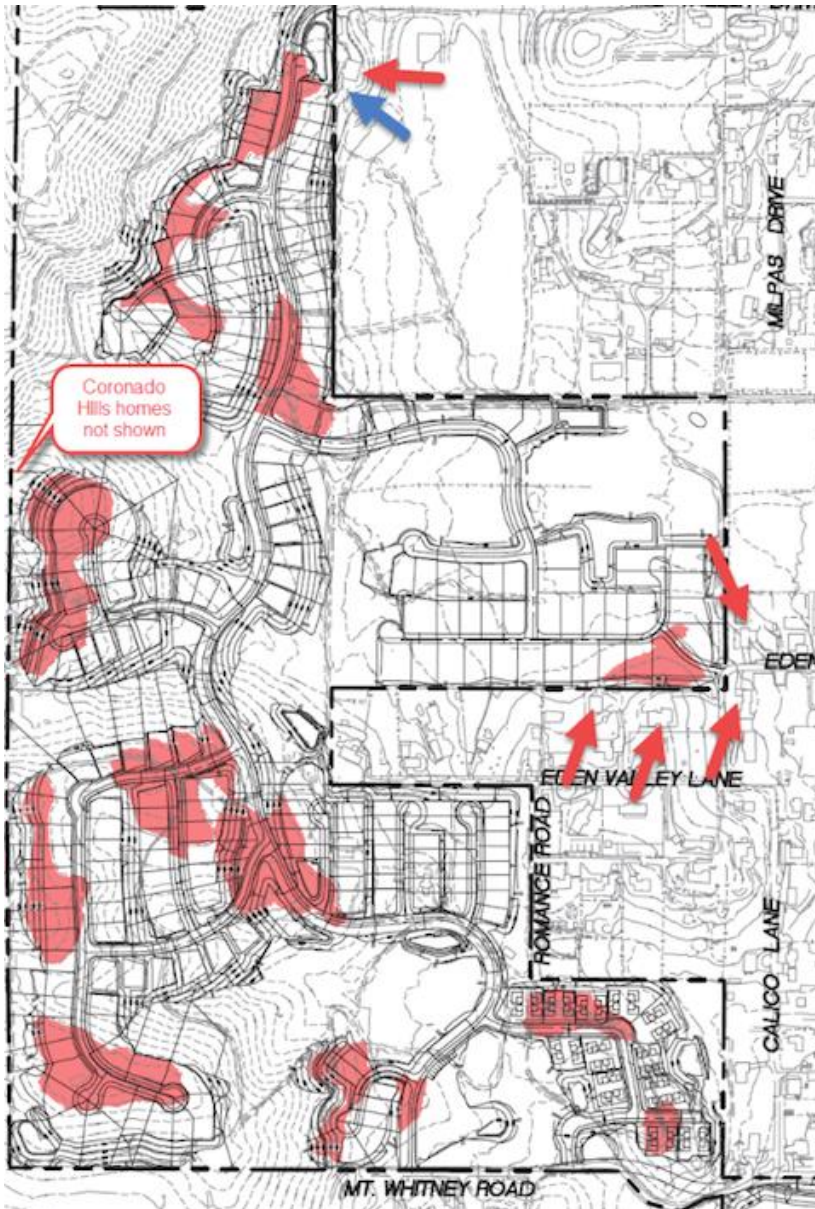 MILPAS DRIVE
Coronado
HIlls homes
not shown
EDEN
EDEN VALLEY LANE
ROMANCE ROAD
CALICO LANE
MT. WHITNEY ROAD